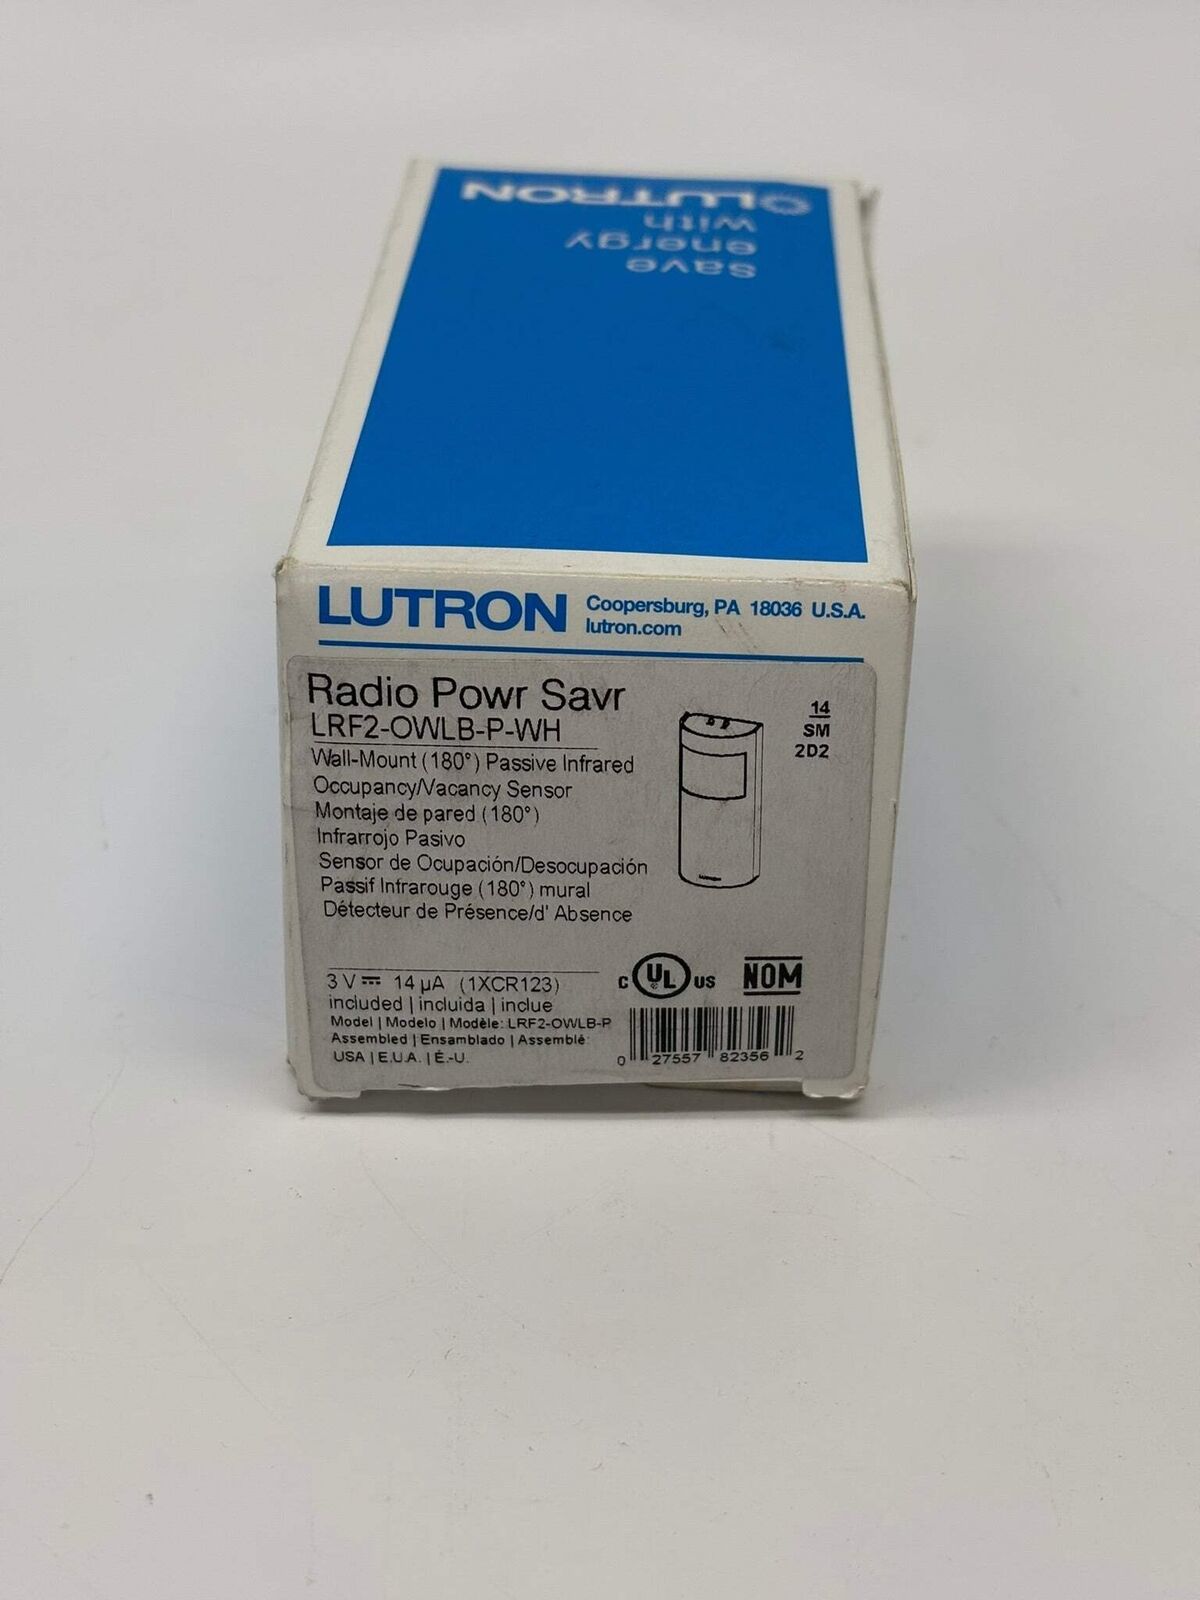 LUTRON
with
energy
save
LUTRON
Coopersburg, PA 18036 U.S.A.
lutron.com
Radio Powr Savr
LRF2-OWLB-P-WH
Wall-Mount (180°) Passive Infrared
Occupancy/Vacancy Sensor
Montaje de pared (180°)
Infrarrojo Pasivo
Sensor de Ocupación/Desocupación
Passif Infrarouge (180°) mural
Détecteur de Présence/d' Absence
14
SM
2D2
3 V 14 µA (1XCR123)
included | incluida | inclue
Model | Modelo | Modèle: LRF2-OWLB-P
Assembled | Ensamblado | Assemblé:
USA | E.U.A. | É.-U.
C UL US
NOM
0 27557 82356 2